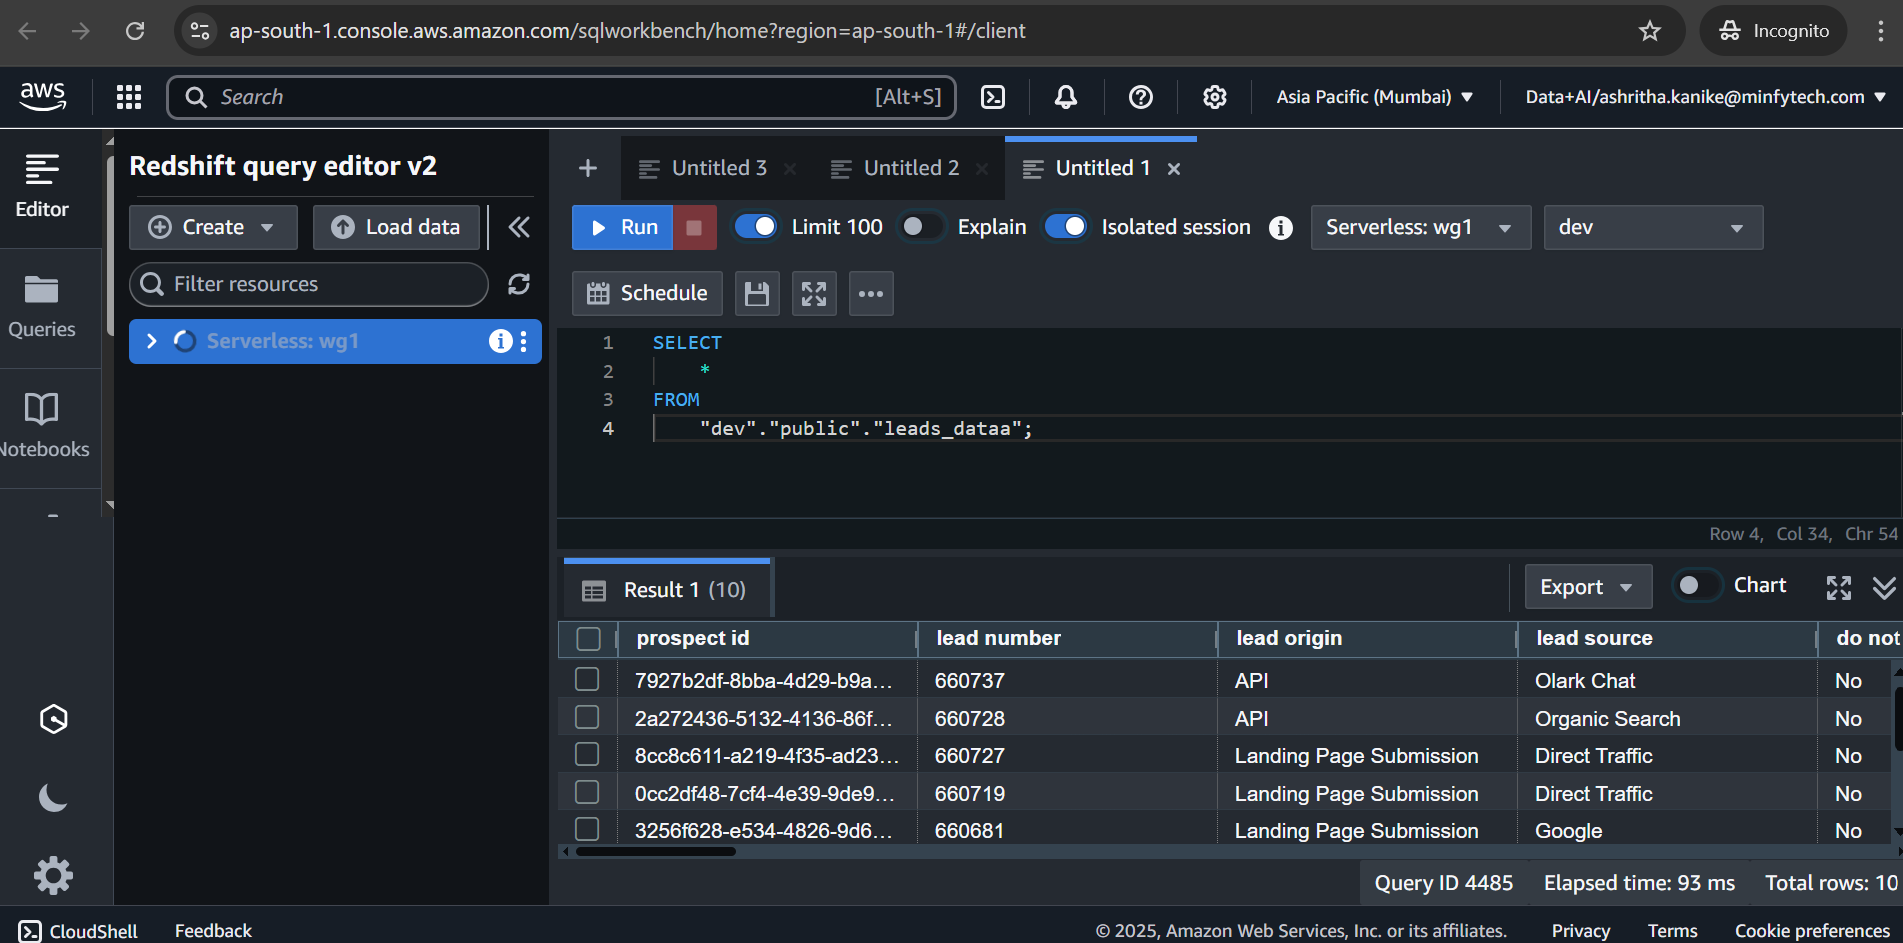 ap-south-1.console.aws.amazon.com/sqlworkbench/home?region=ap-south-1#/client
Incognito
aws
Search
[Alt+S]
Asia Pacific (Mumbai)
Data+AI/ashritha.kanike@minfytech.com
Editor
Queries
Notebooks
Redshift query editor v2
Create
Load data
Filter resources
Serverless: wg1
Untitled 3
Untitled 2
Untitled 1
Run
Limit 100
Explain
Isolated session
Serverless: wg1
dev
Schedule
1 SELECT
2 *
3 FROM
4 "dev"."public"."leads_dataa";
Row 4, Col 34, Chr 54
Result 1 (10)
Export
Chart
prospect id lead number lead origin lead source do not
7927b2df-8bba-4d29-b9a... 660737 API Olark Chat No
2a272436-5132-4136-86f... 660728 API Organic Search No
8cc8c611-a219-4f35-ad23... 660727 Landing Page Submission Direct Traffic No
0cc2df48-7cf4-4e39-9de9... 660719 Landing Page Submission Direct Traffic No
3256f628-e534-4826-9d6... 660681 Landing Page Submission Google No
Query ID 4485 Elapsed time: 93 ms Total rows: 10
CloudShell Feedback © 2025, Amazon Web Services, Inc. or its affiliates. Privacy Terms Cookie preferences